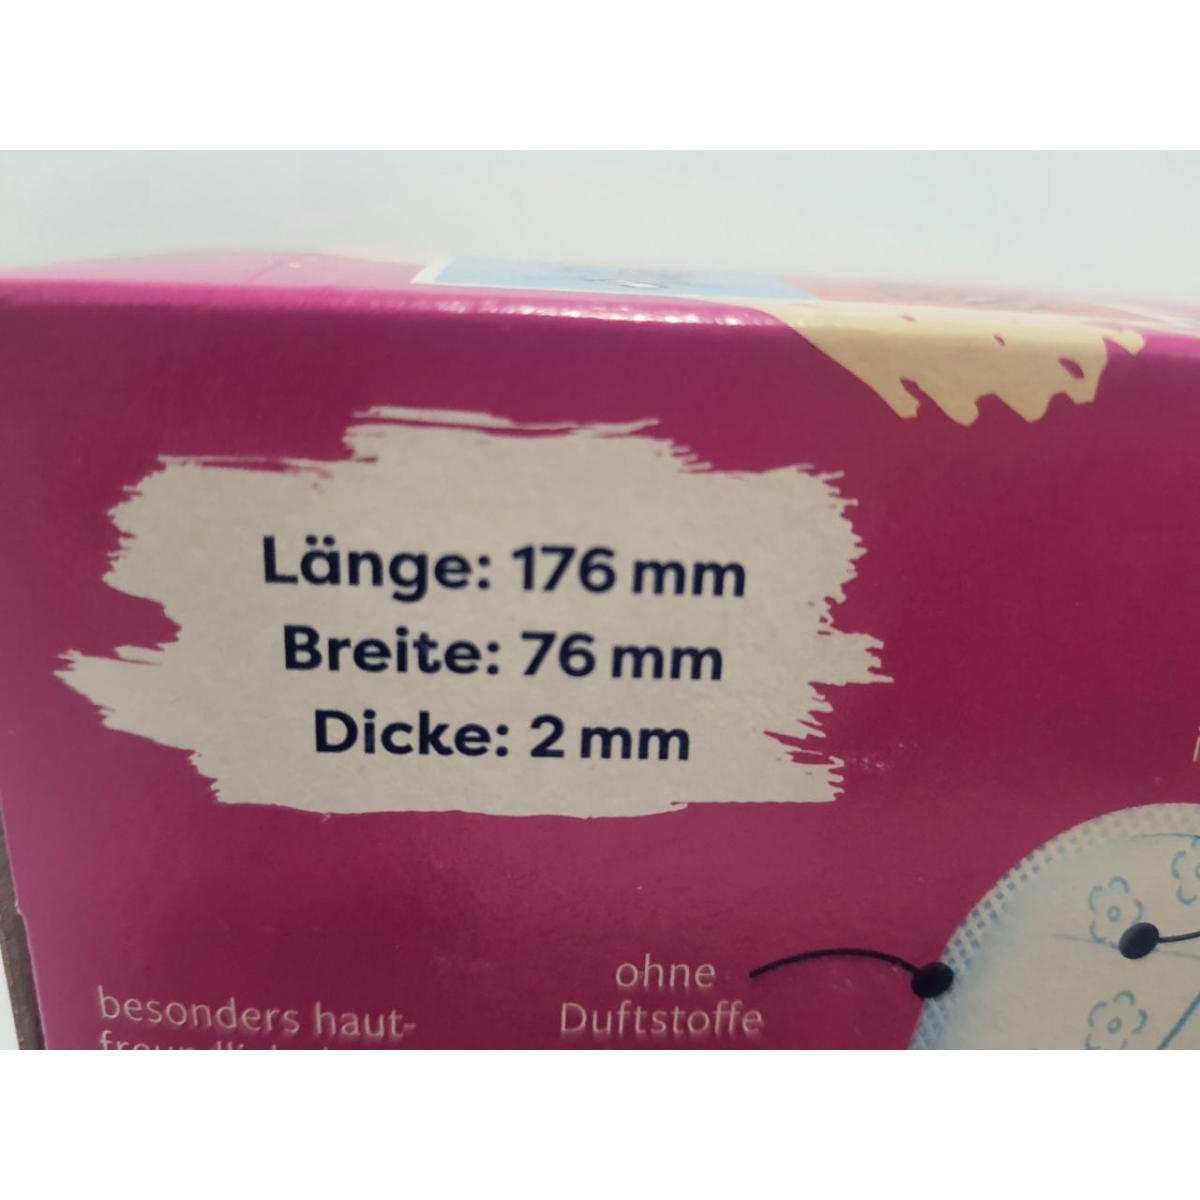 Länge: 176 mm
Breite: 76 mm
Dicke: 2 mm
ohne
Duftstoffe
besonders haut-